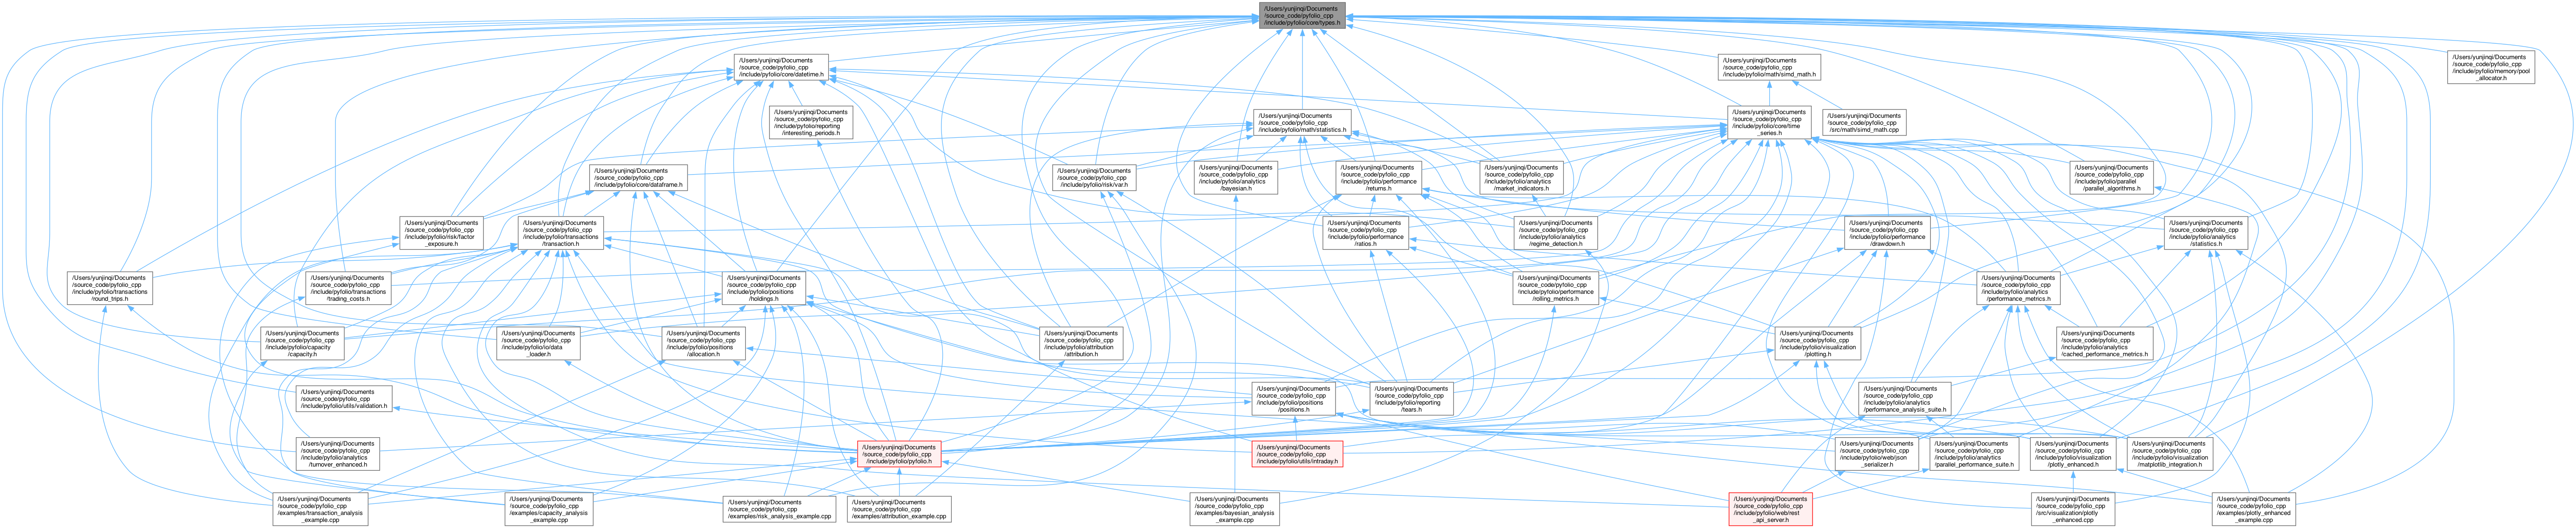 /Users/yunjinqi/Documents
/source_code/pyfolio_cpp
/include/pyfolio/core/types.h
/Users/yunjinqi/Documents
/source_code/pyfolio_cpp
/include/pyfolio/core/datetime.h
/Users/yunjinqi/Documents
/source_code/pyfolio_cpp
/include/pyfolio/math/simd_math.h
/Users/yunjinqi/Documents
/source_code/pyfolio_cpp
/include/pyfolio/memory/pool
_allocator.h
/Users/yunjinqi/Documents
/source_code/pyfolio_cpp
/include/pyfolio/reporting
/interesting_periods.h
/Users/yunjinqi/Documents
/source_code/pyfolio_cpp
/include/pyfolio/math/statistics.h
/Users/yunjinqi/Documents
/source_code/pyfolio_cpp
/include/pyfolio/core/time
_series.h
/Users/yunjinqi/Documents
/source_code/pyfolio_cpp
/src/math/simd_math.cpp
/Users/yunjinqi/Documents
/source_code/pyfolio_cpp
/include/pyfolio/core/dataframe.h
/Users/yunjinqi/Documents
/source_code/pyfolio_cpp
/include/pyfolio/risk/var.h
/Users/yunjinqi/Documents
/source_code/pyfolio_cpp
/include/pyfolio/analytics
/bayesian.h
/Users/yunjinqi/Documents
/source_code/pyfolio_cpp
/include/pyfolio/performance
/returns.h
/Users/yunjinqi/Documents
/source_code/pyfolio_cpp
/include/pyfolio/analytics
/market_indicators.h
/Users/yunjinqi/Documents
/source_code/pyfolio_cpp
/include/pyfolio/parallel
/parallel_algorithms.h
/Users/yunjinqi/Documents
/source_code/pyfolio_cpp
/include/pyfolio/risk/factor
_exposure.h
/Users/yunjinqi/Documents
/source_code/pyfolio_cpp
/include/pyfolio/transactions
/transaction.h
/Users/yunjinqi/Documents
/source_code/pyfolio_cpp
/include/pyfolio/performance
/ratios.h
/Users/yunjinqi/Documents
/source_code/pyfolio_cpp
/include/pyfolio/analytics
/regime_detection.h
/Users/yunjinqi/Documents
/source_code/pyfolio_cpp
/include/pyfolio/performance
/drawdown.h
/Users/yunjinqi/Documents
/source_code/pyfolio_cpp
/include/pyfolio/analytics
/statistics.h
/Users/yunjinqi/Documents
/source_code/pyfolio_cpp
/include/pyfolio/transactions
/round_trips.h
/Users/yunjinqi/Documents
/source_code/pyfolio_cpp
/include/pyfolio/transactions
/trading_costs.h
/Users/yunjinqi/Documents
/source_code/pyfolio_cpp
/include/pyfolio/positions
/holdings.h
/Users/yunjinqi/Documents
/source_code/pyfolio_cpp
/include/pyfolio/performance
/rolling_metrics.h
/Users/yunjinqi/Documents
/source_code/pyfolio_cpp
/include/pyfolio/analytics
/performance_metrics.h
/Users/yunjinqi/Documents
/source_code/pyfolio_cpp
/include/pyfolio/capacity
/capacity.h
/Users/yunjinqi/Documents
/source_code/pyfolio_cpp
/include/pyfolio/io/data
_loader.h
/Users/yunjinqi/Documents
/source_code/pyfolio_cpp
/include/pyfolio/positions
/allocation.h
/Users/yunjinqi/Documents
/source_code/pyfolio_cpp
/include/pyfolio/attribution
/attribution.h
/Users/yunjinqi/Documents
/source_code/pyfolio_cpp
/include/pyfolio/visualization
/plotting.h
/Users/yunjinqi/Documents
/source_code/pyfolio_cpp
/include/pyfolio/analytics
/cached_performance_metrics.h
/Users/yunjinqi/Documents
/source_code/pyfolio_cpp
/include/pyfolio/utils/validation.h
/Users/yunjinqi/Documents
/source_code/pyfolio_cpp
/include/pyfolio/positions
/positions.h
/Users/yunjinqi/Documents
/source_code/pyfolio_cpp
/include/pyfolio/reporting
/tears.h
/Users/yunjinqi/Documents
/source_code/pyfolio_cpp
/include/pyfolio/analytics
/performance_analysis_suite.h
/Users/yunjinqi/Documents
/source_code/pyfolio_cpp
/include/pyfolio/analytics
/turnover_enhanced.h
/Users/yunjinqi/Documents
/source_code/pyfolio_cpp
/include/pyfolio/pyfolio.h
/Users/yunjinqi/Documents
/source_code/pyfolio_cpp
/include/pyfolio/utils/intraday.h
/Users/yunjinqi/Documents
/source_code/pyfolio_cpp
/include/pyfolio/web/json
_serializer.h
/Users/yunjinqi/Documents
/source_code/pyfolio_cpp
/include/pyfolio/analytics
/parallel_performance_suite.h
/Users/yunjinqi/Documents
/source_code/pyfolio_cpp
/include/pyfolio/visualization
/plotly_enhanced.h
/Users/yunjinqi/Documents
/source_code/pyfolio_cpp
/include/pyfolio/visualization
/matplotlib_integration.h
/Users/yunjinqi/Documents
/source_code/pyfolio_cpp
/examples/transaction_analysis
_example.cpp
/Users/yunjinqi/Documents
/source_code/pyfolio_cpp
/examples/capacity_analysis
_example.cpp
/Users/yunjinqi/Documents
/source_code/pyfolio_cpp
/examples/risk_analysis_example.cpp
/Users/yunjinqi/Documents
/source_code/pyfolio_cpp
/examples/attribution_example.cpp
/Users/yunjinqi/Documents
/source_code/pyfolio_cpp
/examples/bayesian_analysis
_example.cpp
/Users/yunjinqi/Documents
/source_code/pyfolio_cpp
/include/pyfolio/web/rest
_api_server.h
/Users/yunjinqi/Documents
/source_code/pyfolio_cpp
/src/visualization/plotly
_enhanced.cpp
/Users/yunjinqi/Documents
/source_code/pyfolio_cpp
/examples/plotly_enhanced
_example.cpp